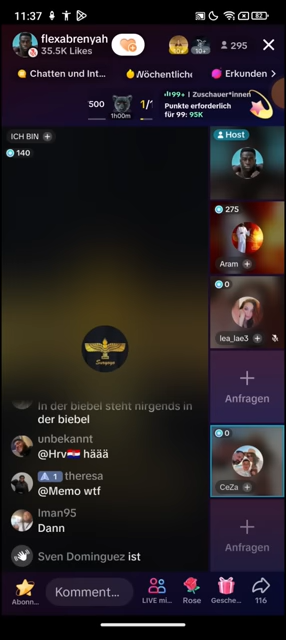 11:37
82
flexabrenyah
35.5K Likes
295
Chatten und Int...
Wöchentliche
Erkunden
500
1h00m
1/
99+ | Zuschauer*innen
Punkte erforderlich
für 99: 95K
ICH BIN +
140
Host
275
Aram +
0
lea_lae3 +
+
Anfragen
0
CeZa +
+
Anfragen
In der biebel steht nirgends in
der biebel
unbekannt
@Hrv🇭🇷 häää
1 theresa
@Memo wtf
Iman95
Dann
Sven Dominguez ist
Abonn...
Komment...
LIVE mi...
Rose
Gesche...
116